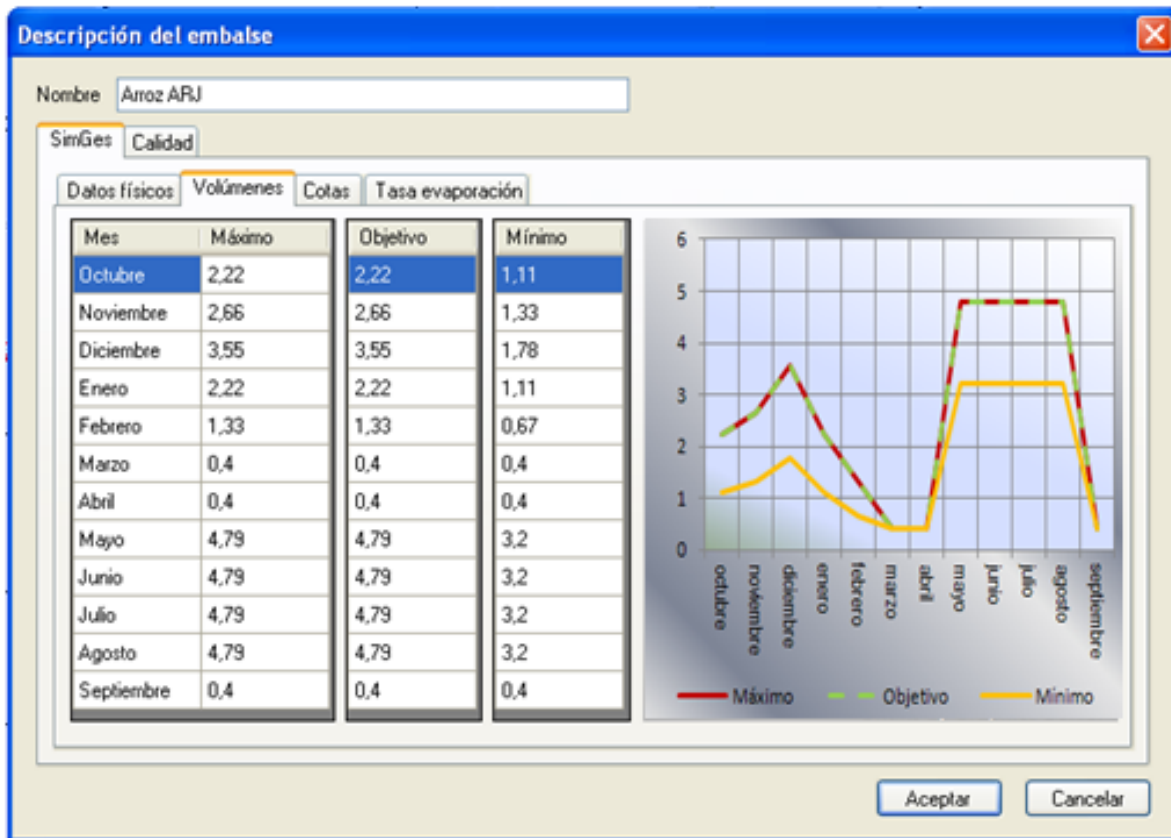 Descripción del embalse
Nombre Arroz ARJ
SimGes Calidad
Datos físicos Volúmenes Cotas Tasa evaporación
Mes Máximo Objetivo Mínimo
Octubre 2,22 2,22 1,11
Noviembre 2,66 2,66 1,33
Diciembre 3,55 3,55 1,78
Enero 2,22 2,22 1,11
Febrero 1,33 1,33 0,67
Marzo 0,4 0,4 0,4
Abril 0,4 0,4 0,4
Mayo 4,79 4,79 3,2
Junio 4,79 4,79 3,2
Julio 4,79 4,79 3,2
Agosto 4,79 4,79 3,2
Septiembre 0,4 0,4 0,4
6
5
4
3
2
1
0
octubre
noviembre
diciembre
enero
febrero
marzo
abril
mayo
junio
julio
agosto
septiembre
Máximo Objetivo Minimo
Aceptar Cancelar